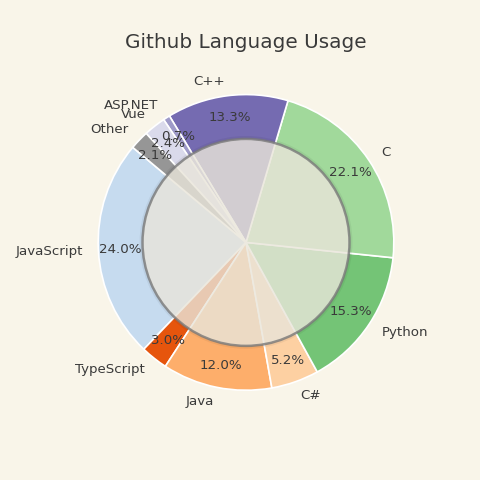 Github Language Usage
C++
13.3%
ASP.NET
0.7%
Vue
2.4%
Other
2.1%
C
22.1%
JavaScript
24.0%
Python
15.3%
TypeScript
3.0%
Java
12.0%
C#
5.2%